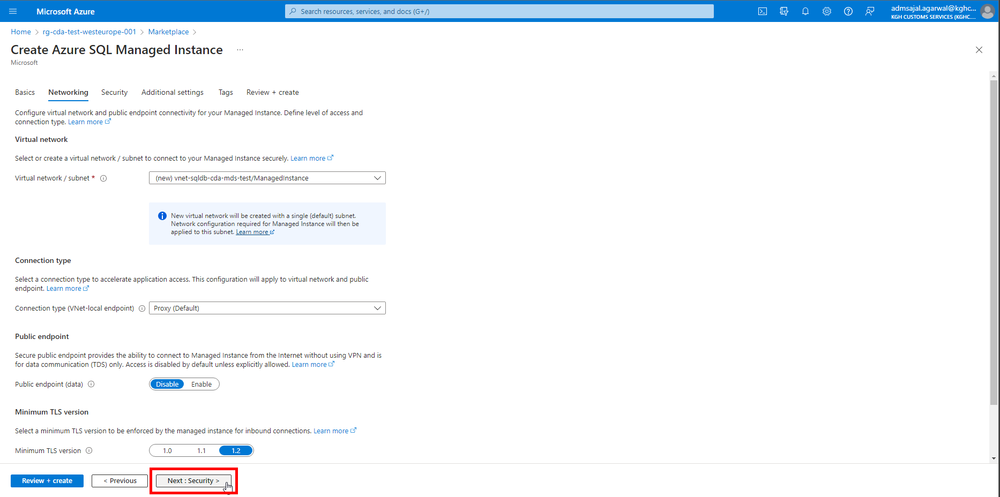 Microsoft Azure
Search resources, services, and docs (G+/)
admsajal.agarwal@kghc...
KGH CUSTOMS SERVICES (KGHC....
Home > rg-cda-test-westeurope-001 > Marketplace >
Create Azure SQL Managed Instance ...
Microsoft
Basics Networking Security Additional settings Tags Review + create
Configure virtual network and public endpoint connectivity for your Managed Instance. Define level of access and
connection type. Learn more
Virtual network
Select or create a virtual network / subnet to connect to your Managed Instance securely. Learn more
Virtual network / subnet * (new) vnet-sqldb-cda-mds-test/ManagedInstance
New virtual network will be created with a single (default) subnet.
Network configuration required for Managed Instance will then be
applied to this subnet. Learn more
Connection type
Select a connection type to accelerate application access. This configuration will apply to virtual network and public
endpoint. Learn more
Connection type (VNet-local endpoint) Proxy (Default)
Public endpoint
Secure public endpoint provides the ability to connect to Managed Instance from the Internet without using VPN and is
for data communication (TDS) only. Access is disabled by default unless explicitly allowed. Learn more
Public endpoint (data) Disable Enable
Minimum TLS version
Select a minimum TLS version to be enforced by the managed instance for inbound connections. Learn more
Minimum TLS version 1.0 1.1 1.2
Review + create < Previous Next : Security >